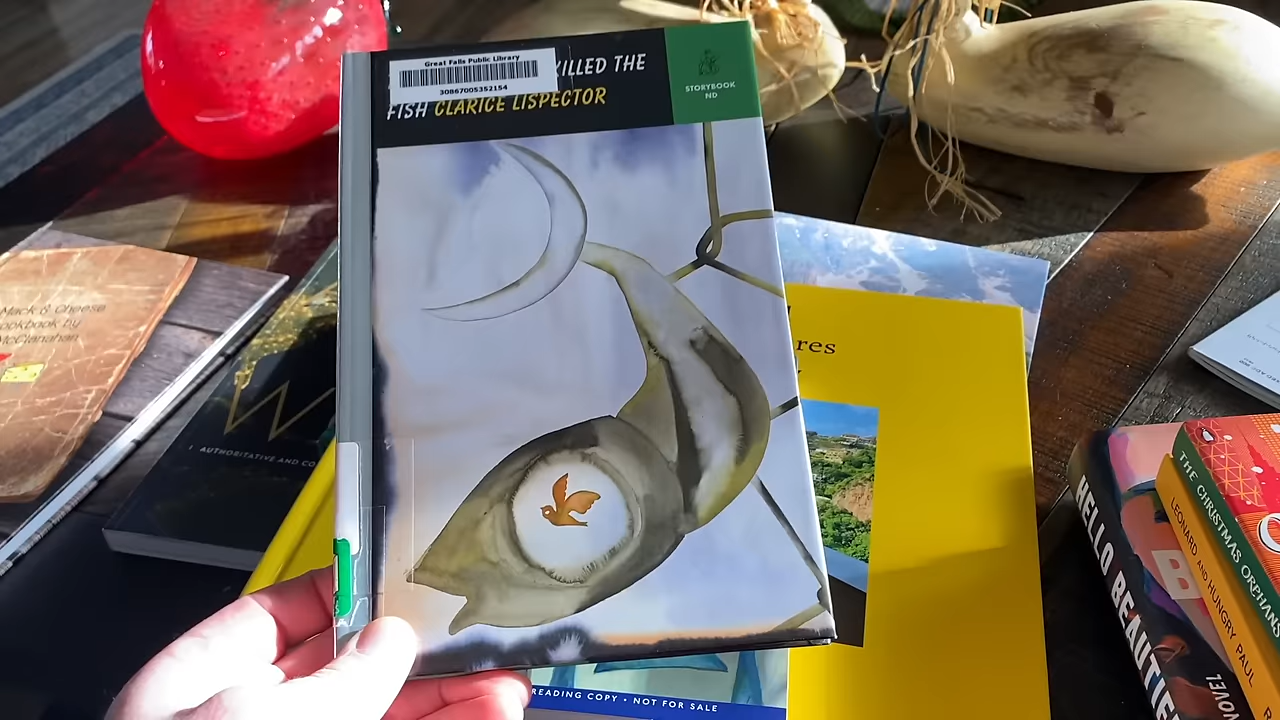 Great Falls Public Library
30867005352154
KILLED THE
FISH CLARICE LISPECTOR
STORYBOOK
ND
Mack & Cheese
ookbook by
McClanahan
W
AUTHORITATIVE AND CO
res
READING COPY • NOT FOR SALE
HELLO BEAUTIF
NOVEL
B
THE CHRISTMAS ORPHANS
LEONARD AND HUNGRY PAUL